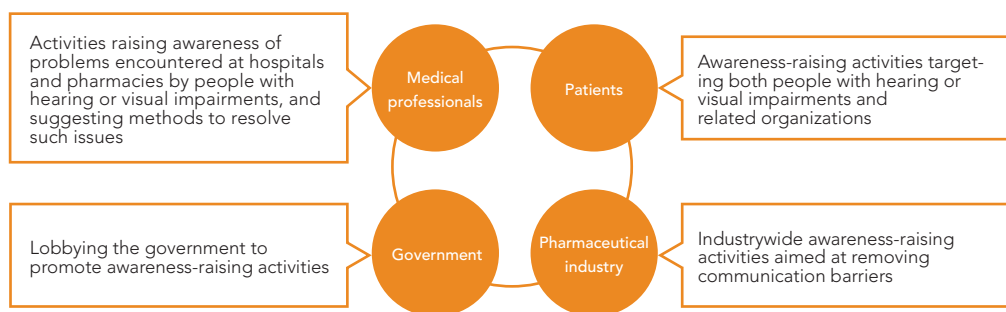 Activities raising awareness of
problems encountered at hospitals
and pharmacies by people with
hearing or visual impairments, and
suggesting methods to resolve
such issues
Medical
professionals
Patients
Awareness-raising activities target-
ing both people with hearing or
visual impairments and
related organizations
Lobbying the government to
promote awareness-raising activities
Government
Pharmaceutical
industry
Industrywide awareness-raising
activities aimed at removing
communication barriers